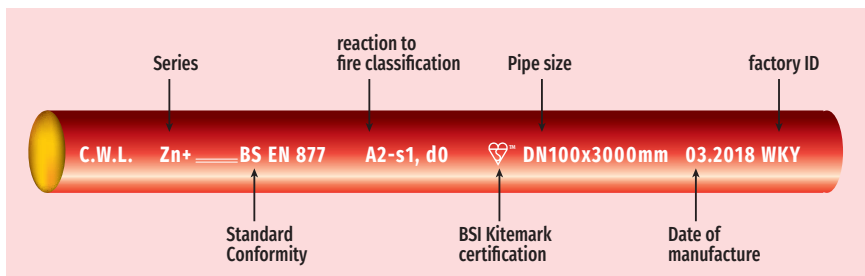 Series
reaction to
fire classification
Pipe size
factory ID
C.W.L. Zn+ BS EN 877 A2-s1, d0 ™ DN100x3000mm 03.2018 WKY
Standard
Conformity
BSI Kitemark
certification
Date of
manufacture